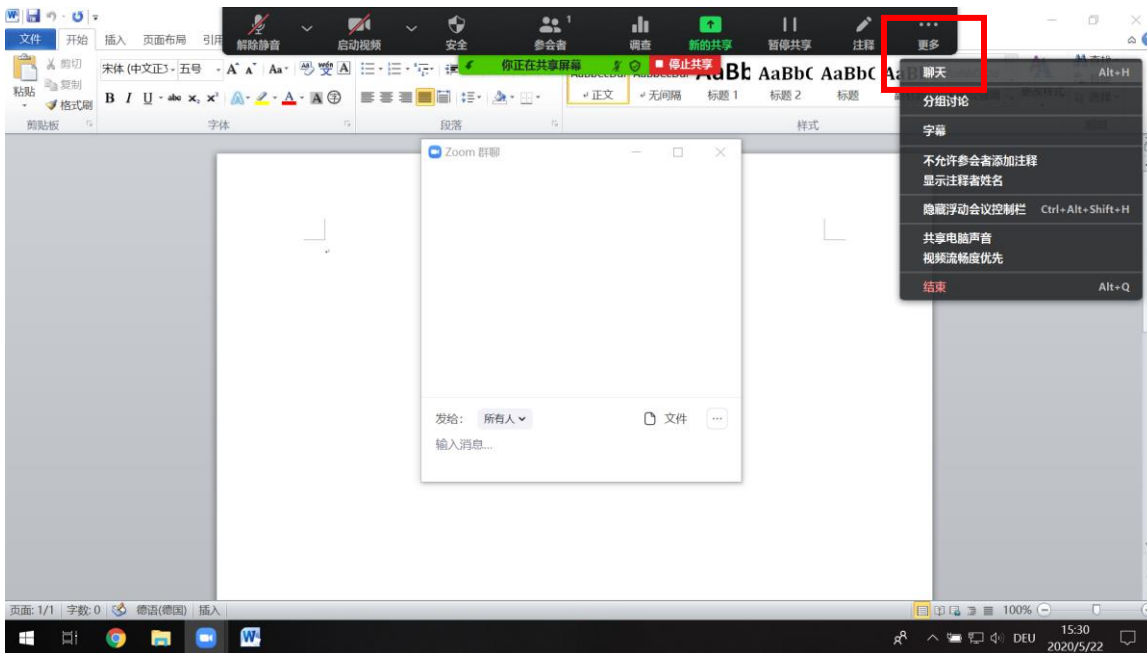 文件 开始 插入 页面布局 引用
解除静音 启动视频 安全 参会者 1 调查 新的共享 暂停共享 注释 更多
你正在共享屏幕 停止共享
剪切
复制
格式刷
粘贴
宋体 (中文正 五号
B I U abc
AaBbC AaBbC
正文 无间隔 标题 1 标题 2 标题
剪贴板 字体 段落 样式
聊天 Alt+H
分组讨论
字幕
不允许参会者添加注释
显示注释者姓名
隐藏浮动会议控制栏 Ctrl+Alt+Shift+H
共享电脑声音
视频流畅度优先
结束 Alt+Q
Zoom 群聊
发给: 所有人 文件 ...
输入消息...
页面: 1/1 字数: 0 德语(德国) 插入 100%
DEU 15:30
2020/5/22